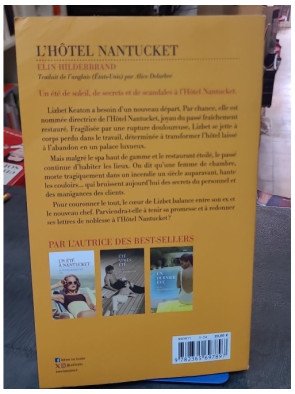 L'HÔTEL NANTUCKET
ELIN HILDERBRAND
Traduit de l'anglais (États-Unis) par Alice Delarbre
Un été de soleil, de secrets et de scandales à l'Hôtel Nantucket.
Lizbet Keaton a besoin d'un nouveau départ. Par chance, elle est
nommée directrice de l'Hôtel Nantucket, joyau du passé fraîchement
restauré. Fragilisée par une rupture douloureuse, Lizbet se jette à
corps perdu dans le travail, déterminée à transformer l'hôtel laissé
à l'abandon en un palace luxueux.
Mais malgré le spa haut de gamme et le restaurant étoilé, le passé
continue d'habiter les lieux. On dit qu'une femme de chambre,
morte tragiquement dans un incendie un siècle auparavant, hante
les couloirs... qui bruissent aujourd'hui des secrets du personnel et
des manigances des clients.
Pour couronner le tout, le cœur de Lizbet balance entre son ex et
le nouveau chef. Parviendra-t-elle à tenir sa promesse et à redonner
ses lettres de noblesse à l'Hôtel Nantucket ?
PAR L'AUTRICE DES BEST-SELLERS
UN ÉTÉ
À NANTUCKET
ÉTÉ
9782365697897